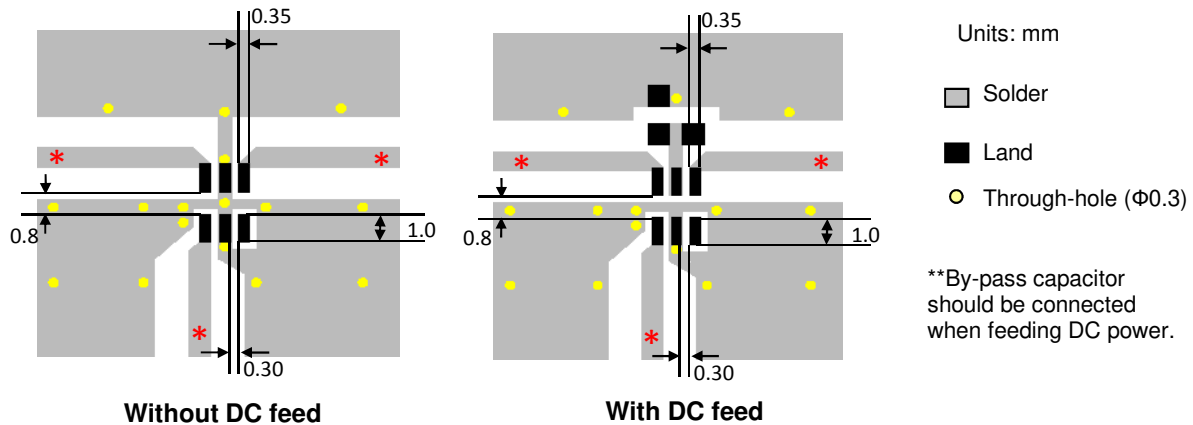 0.35
*
*
0.8
1.0
*
0.30
Without DC feed
0.35
*
*
0.8
1.0
*
0.30
With DC feed
Units: mm
Solder
Land
Through-hole (Φ0.3)
**By-pass capacitor
should be connected
when feeding DC power.